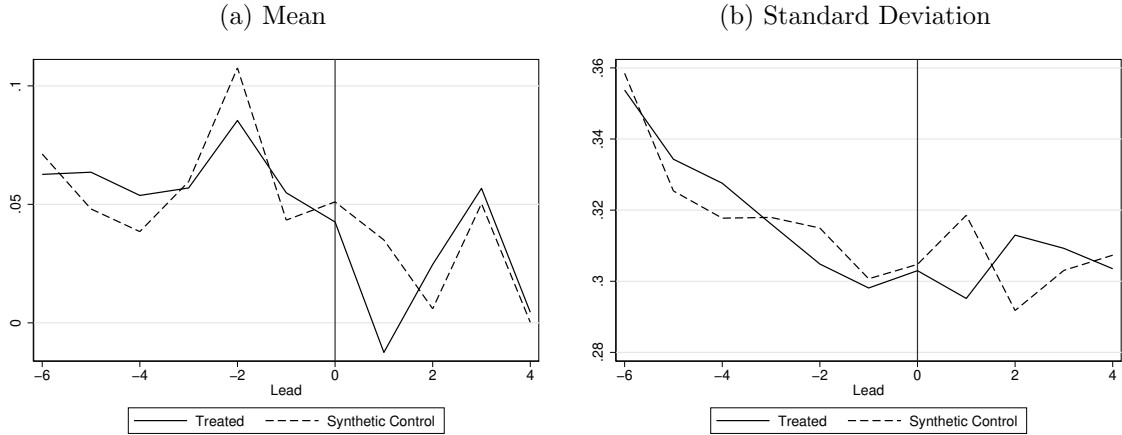 (a) Mean
.1
.05
0
−6 −4 −2 0 2 4
Lead
Treated Synthetic Control
(b) Standard Deviation
.36
.34
.32
.3
.28
−6 −4 −2 0 2 4
Lead
Treated Synthetic Control